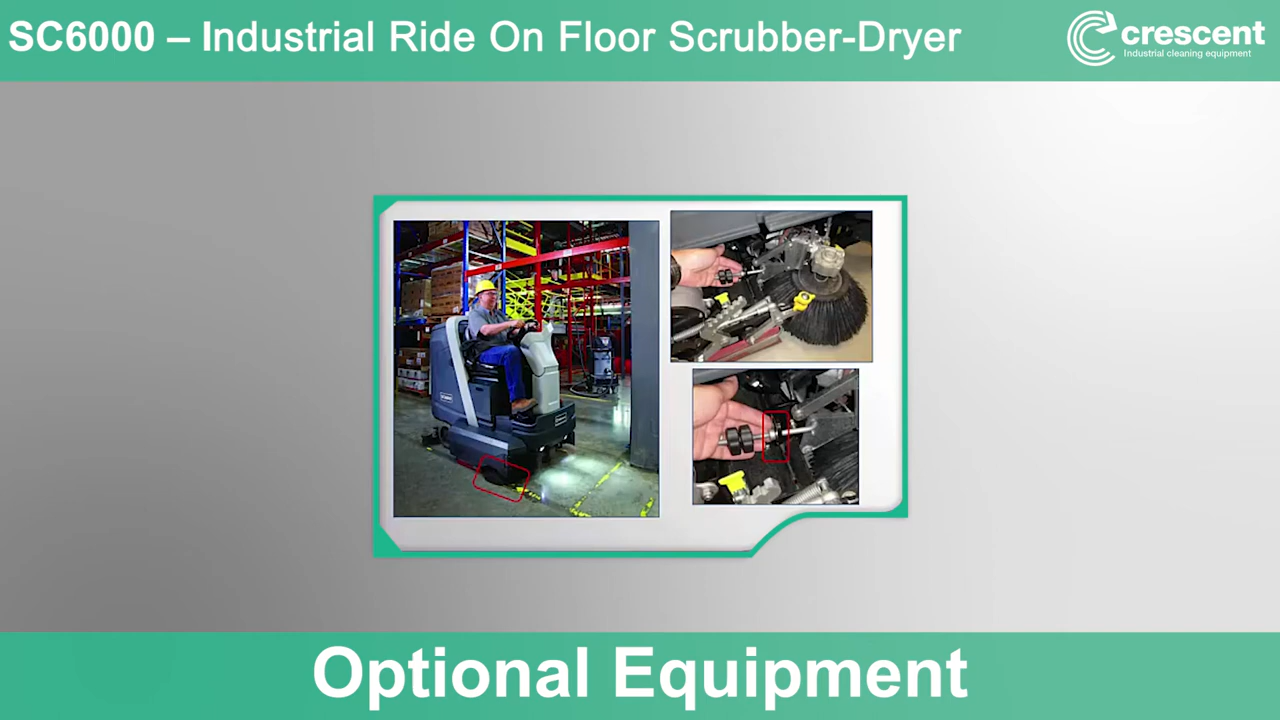 SC6000 – Industrial Ride On Floor Scrubber-Dryer
crescent
Industrial cleaning equipment
Optional Equipment